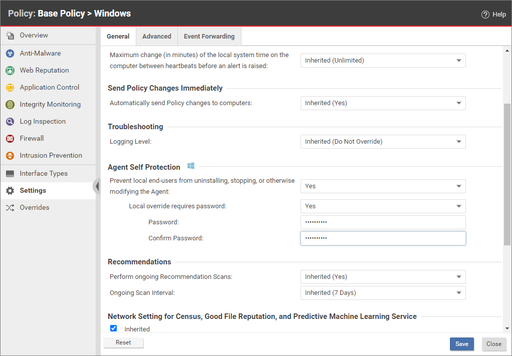 Policy: Base Policy > Windows
Help
Overview
Anti-Malware
Web Reputation
Application Control
Integrity Monitoring
Log Inspection
Firewall
Intrusion Prevention
Interface Types
Settings
Overrides
General
Advanced
Event Forwarding
Maximum change (in minutes) of the local system time on the
computer between heartbeats before an alert is raised:
Inherited (Unlimited)
Send Policy Changes Immediately
Automatically send Policy changes to computers:
Inherited (Yes)
Troubleshooting
Logging Level:
Inherited (Do Not Override)
Agent Self Protection
Prevent local end-users from uninstalling, stopping, or otherwise
modifying the Agent:
Yes
Local override requires password:
Yes
Password:
••••••••••
Confirm Password:
••••••••••
Recommendations
Perform ongoing Recommendation Scans:
Inherited (Yes)
Ongoing Scan Interval:
Inherited (7 Days)
Network Setting for Census, Good File Reputation, and Predictive Machine Learning Service
Inherited
Reset
Save
Close